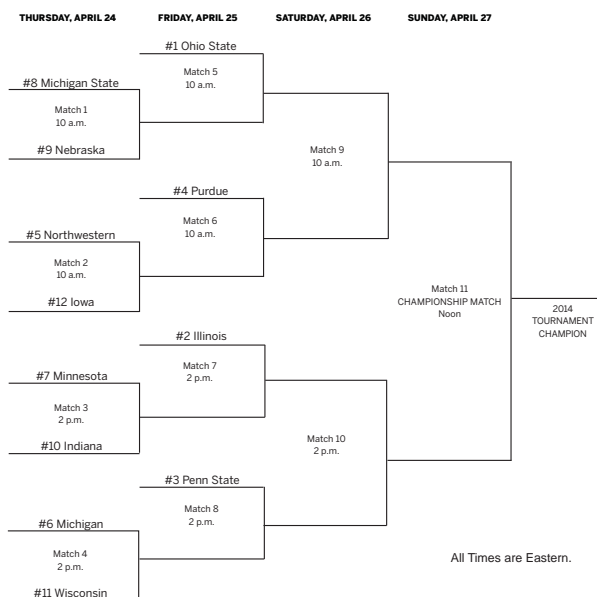 THURSDAY, APRIL 24
FRIDAY, APRIL 25
SATURDAY, APRIL 26
SUNDAY, APRIL 27
#1 Ohio State
Match 5
10 a.m.
#8 Michigan State
Match 1
10 a.m.
#9 Nebraska
Match 9
10 a.m.
#4 Purdue
Match 6
10 a.m.
#5 Northwestern
Match 2
10 a.m.
#12 Iowa
Match 11
CHAMPIONSHIP MATCH
Noon
2014
TOURNAMENT
CHAMPION
#2 Illinois
Match 7
2 p.m.
#7 Minnesota
Match 3
2 p.m.
#10 Indiana
Match 10
2 p.m.
#3 Penn State
Match 8
2 p.m.
#6 Michigan
Match 4
2 p.m.
#11 Wisconsin
All Times are Eastern.